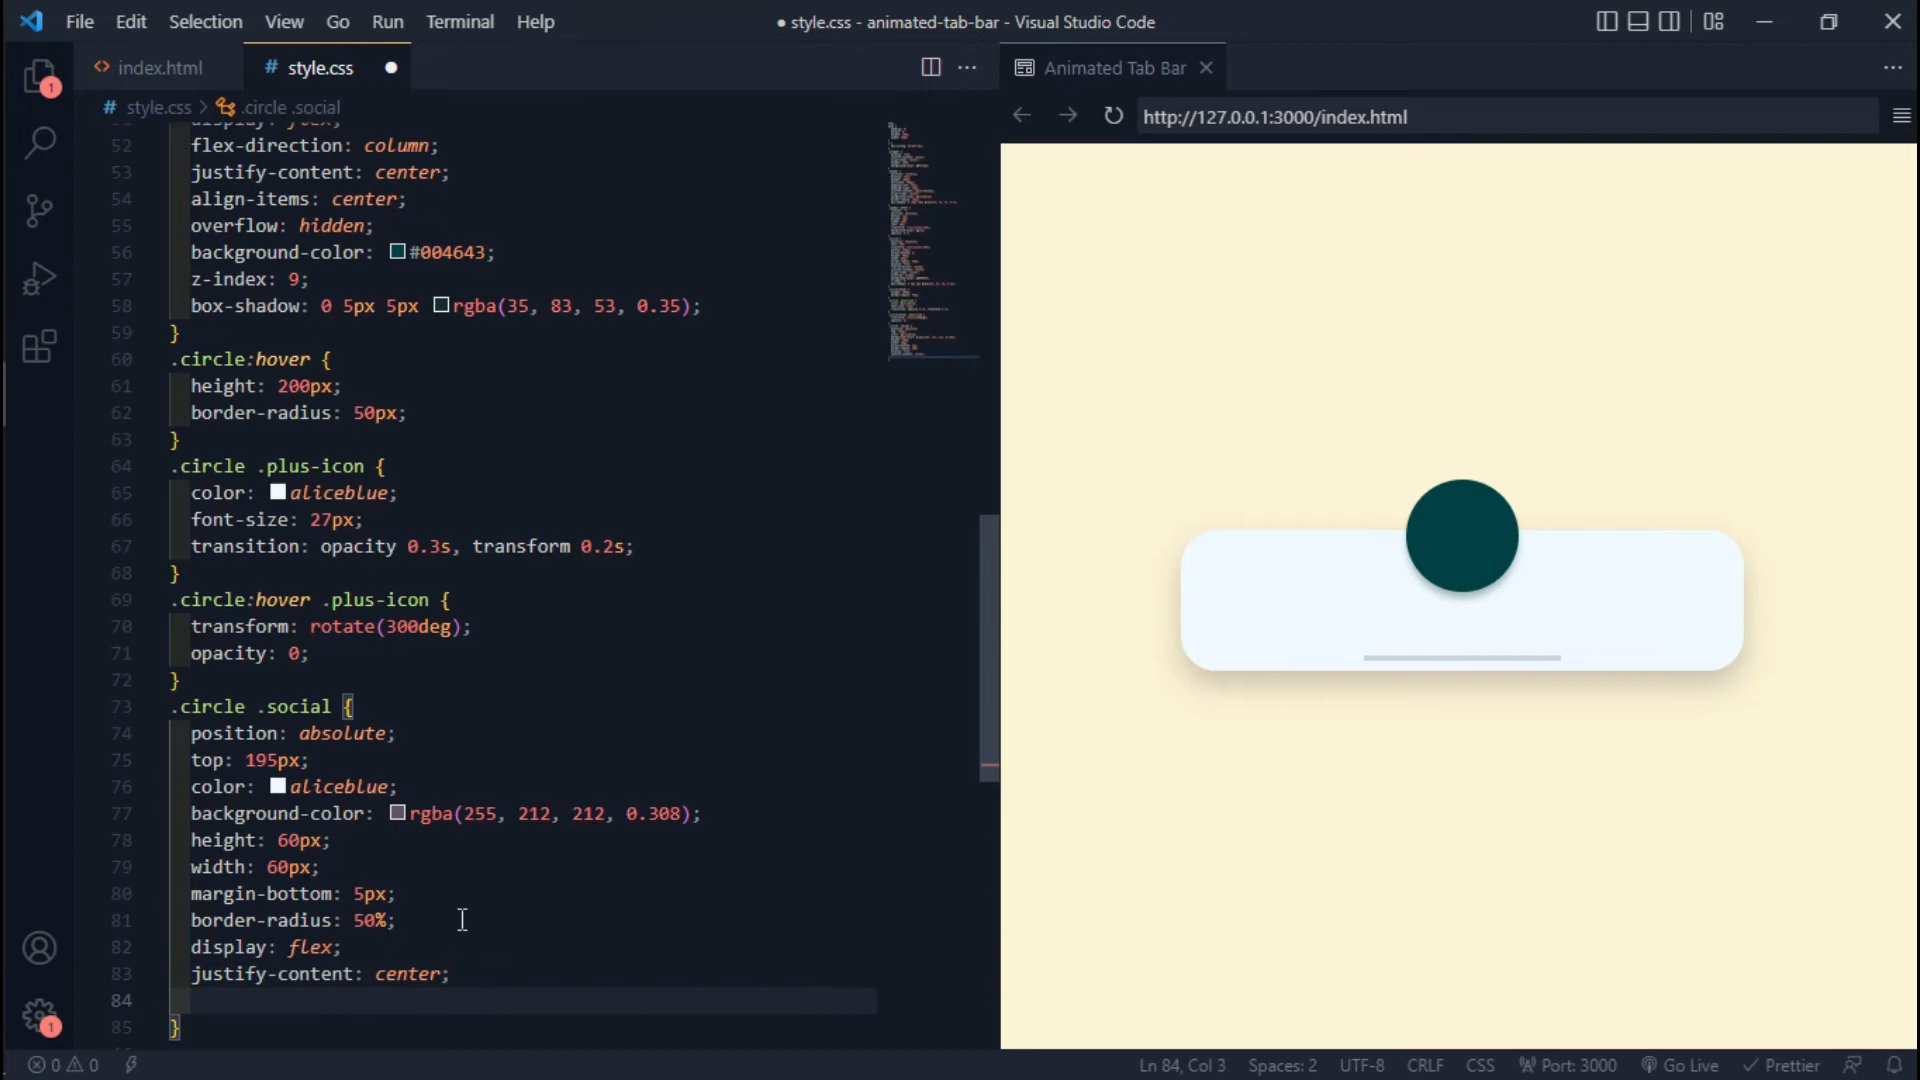 File Edit Selection View Go Run Terminal Help
● style.css - animated-tab-bar - Visual Studio Code
index.html
# style.css
Animated Tab Bar
# style.css > .circle .social
http://127.0.0.1:3000/index.html
1
52 flex-direction: column;
53 justify-content: center;
54 align-items: center;
55 overflow: hidden;
56 background-color: #004643;
57 z-index: 9;
58 box-shadow: 0 5px 5px rgba(35, 83, 53, 0.35);
59 }
60 .circle:hover {
61 height: 200px;
62 border-radius: 50px;
63 }
64 .circle .plus-icon {
65 color: aliceblue;
66 font-size: 27px;
67 transition: opacity 0.3s, transform 0.2s;
68 }
69 .circle:hover .plus-icon {
70 transform: rotate(300deg);
71 opacity: 0;
72 }
73 .circle .social {
74 position: absolute;
75 top: 195px;
76 color: aliceblue;
77 background-color: rgba(255, 212, 212, 0.308);
78 height: 60px;
79 width: 60px;
80 margin-bottom: 5px;
81 border-radius: 50%;
82 display: flex;
83 justify-content: center;
84
85 }
1
0 0
Ln 84, Col 3 Spaces: 2 UTF-8 CRLF CSS Port: 3000 Go Live Prettier